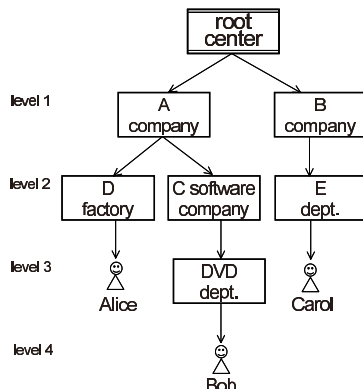 root
center
level 1
A
company
B
company
level 2
D
factory
C software
company
E
dept.
level 3
Alice
DVD
dept.
Carol
level 4
Bob